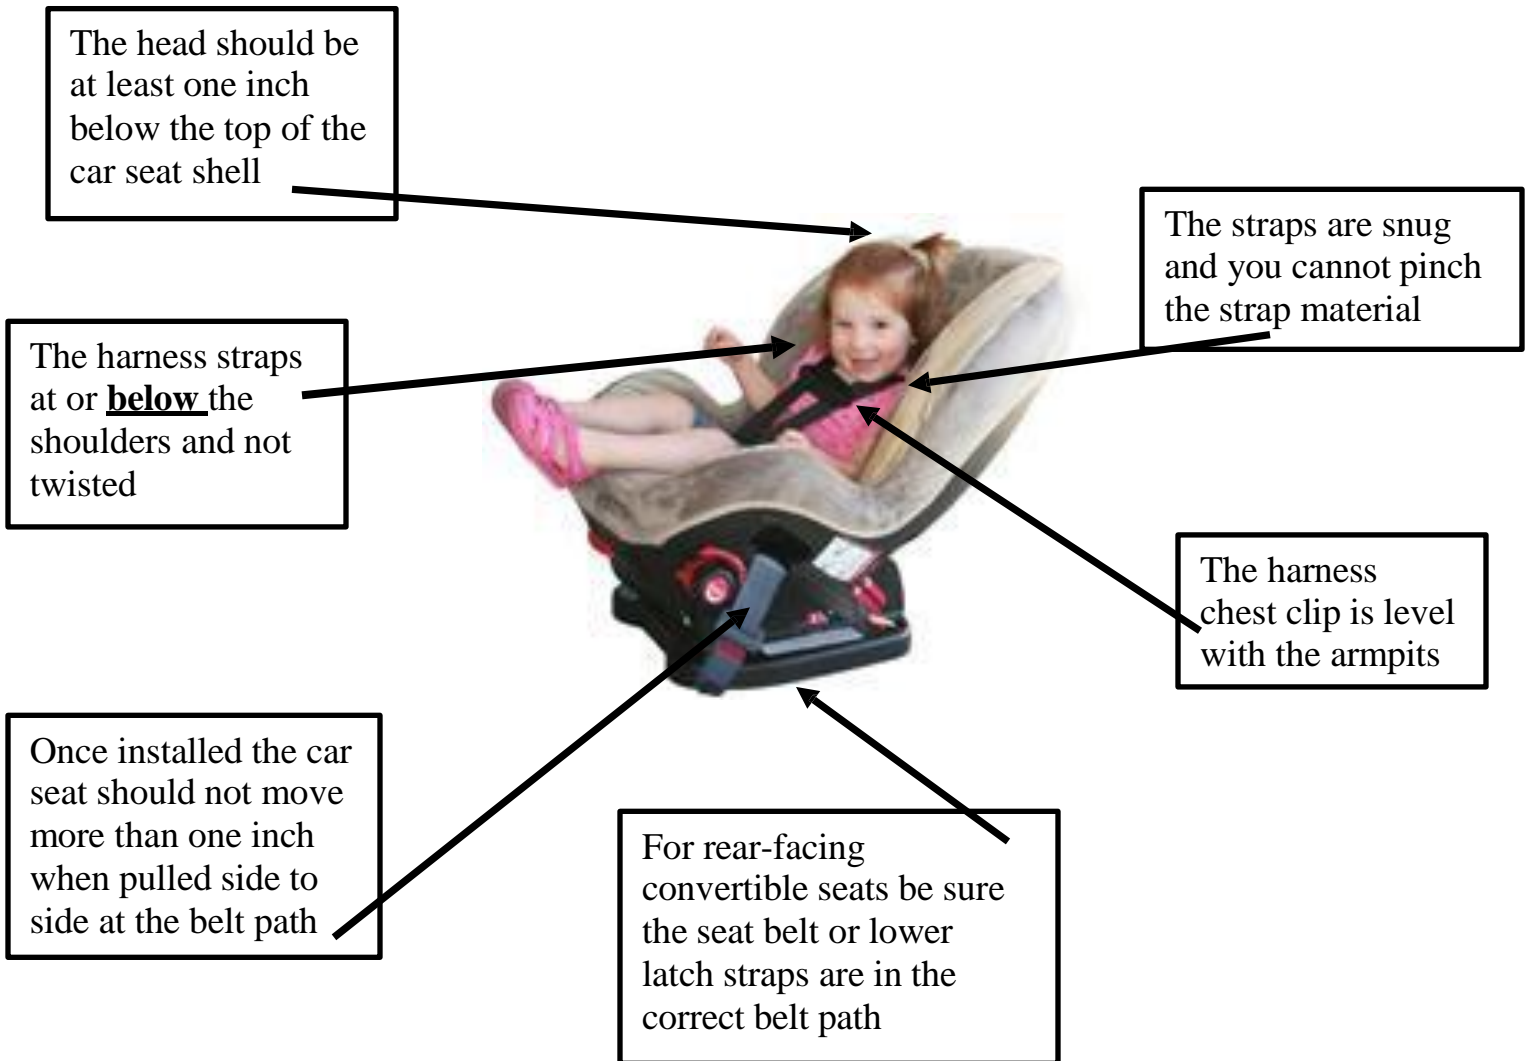 The head should be
at least one inch
below the top of the
car seat shell
The straps are snug
and you cannot pinch
the strap material
The harness straps
at or below the
shoulders and not
twisted
The harness
chest clip is level
with the armpits
Once installed the car
seat should not move
more than one inch
when pulled side to
side at the belt path
For rear-facing
convertible seats be sure
the seat belt or lower
latch straps are in the
correct belt path